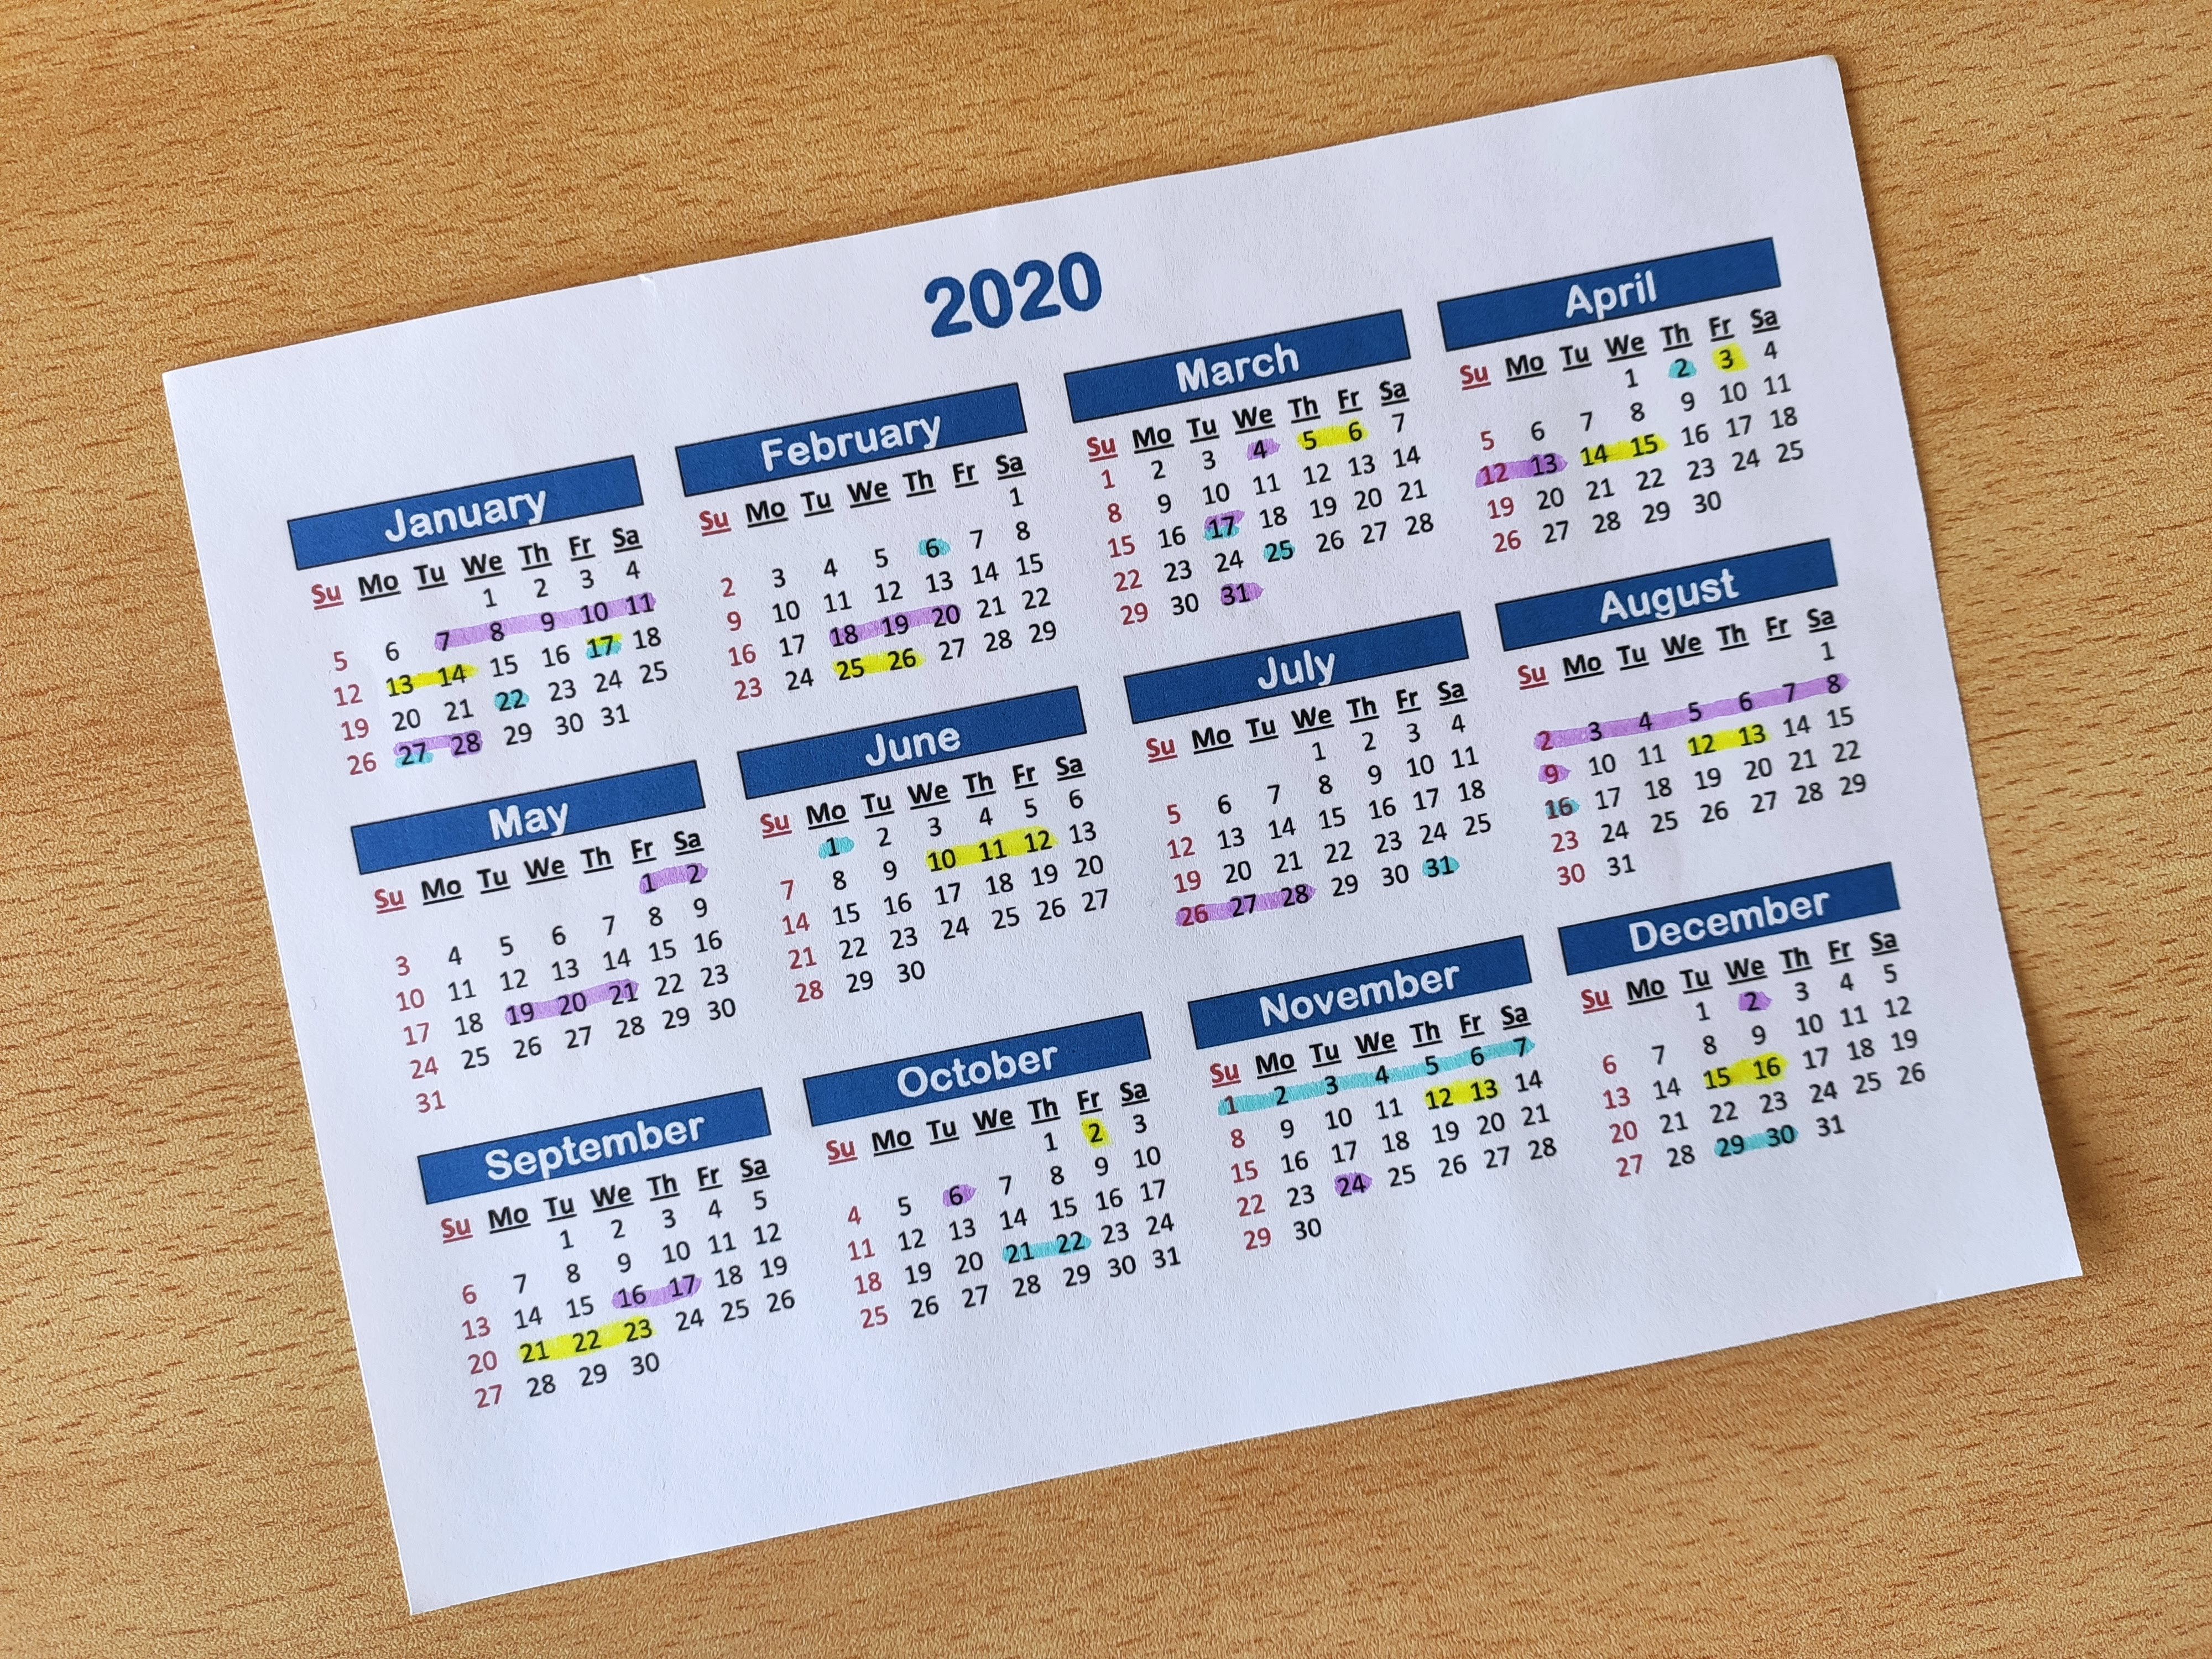 2020
January
Su Mo Tu We Th Fr Sa
1 2 3 4
5 6 7 8 9 10 11
12 13 14 15 16 17 18
19 20 21 22 23 24 25
26 27 28 29 30 31
February
Su Mo Tu We Th Fr Sa
1
2 3 4 5 6 7 8
9 10 11 12 13 14 15
16 17 18 19 20 21 22
23 24 25 26 27 28 29
March
Su Mo Tu We Th Fr Sa
1 2 3 4 5 6 7
8 9 10 11 12 13 14
15 16 17 18 19 20 21
22 23 24 25 26 27 28
29 30 31
April
Su Mo Tu We Th Fr Sa
1 2 3 4
5 6 7 8 9 10 11
12 13 14 15 16 17 18
19 20 21 22 23 24 25
26 27 28 29 30
May
Su Mo Tu We Th Fr Sa
1 2
3 4 5 6 7 8 9
10 11 12 13 14 15 16
17 18 19 20 21 22 23
24 25 26 27 28 29 30
31
June
Su Mo Tu We Th Fr Sa
1 2 3 4 5 6
7 8 9 10 11 12 13
14 15 16 17 18 19 20
21 22 23 24 25 26 27
28 29 30
July
Su Mo Tu We Th Fr Sa
1 2 3 4
5 6 7 8 9 10 11
12 13 14 15 16 17 18
19 20 21 22 23 24 25
26 27 28 29 30 31
August
Su Mo Tu We Th Fr Sa
1
2 3 4 5 6 7 8
9 10 11 12 13 14 15
16 17 18 19 20 21 22
23 24 25 26 27 28 29
30 31
September
Su Mo Tu We Th Fr Sa
1 2 3 4 5
6 7 8 9 10 11 12
13 14 15 16 17 18 19
20 21 22 23 24 25 26
27 28 29 30
October
Su Mo Tu We Th Fr Sa
1 2 3
4 5 6 7 8 9 10
11 12 13 14 15 16 17
18 19 20 21 22 23 24
25 26 27 28 29 30 31
November
Su Mo Tu We Th Fr Sa
1 2 3 4 5 6 7
8 9 10 11 12 13 14
15 16 17 18 19 20 21
22 23 24 25 26 27 28
29 30
December
Su Mo Tu We Th Fr Sa
1 2 3 4 5
6 7 8 9 10 11 12
13 14 15 16 17 18 19
20 21 22 23 24 25 26
27 28 29 30 31